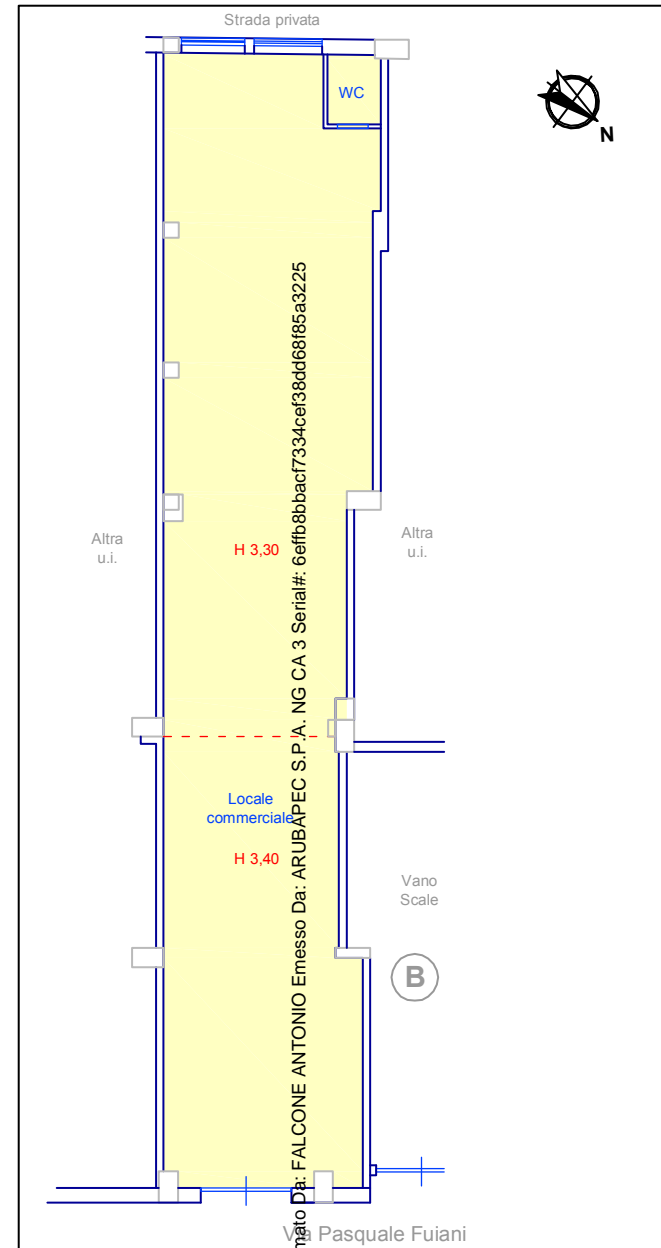 Strada privata
WC
N
Altra
u.i.
H 3,30
Altra
u.i.
Locale
commerciale
H 3,40
Vano
Scale
B
Via Pasquale Fuiani
mato Da: FALCONE ANTONIO Emesso Da: ARUBAPEC S.P.A. NG CA 3 Serial#: 6effb8bbacf7334cef38dd68f85a3225